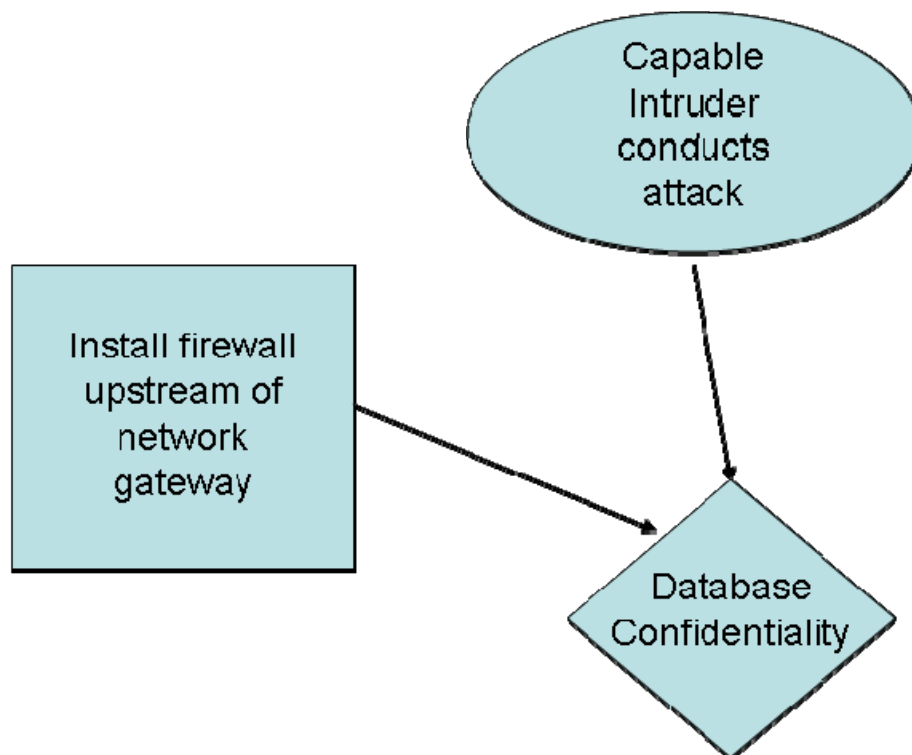 Capable
Intruder
conducts
attack
Install firewall
upstream of
network
gateway
Database
Confidentiality